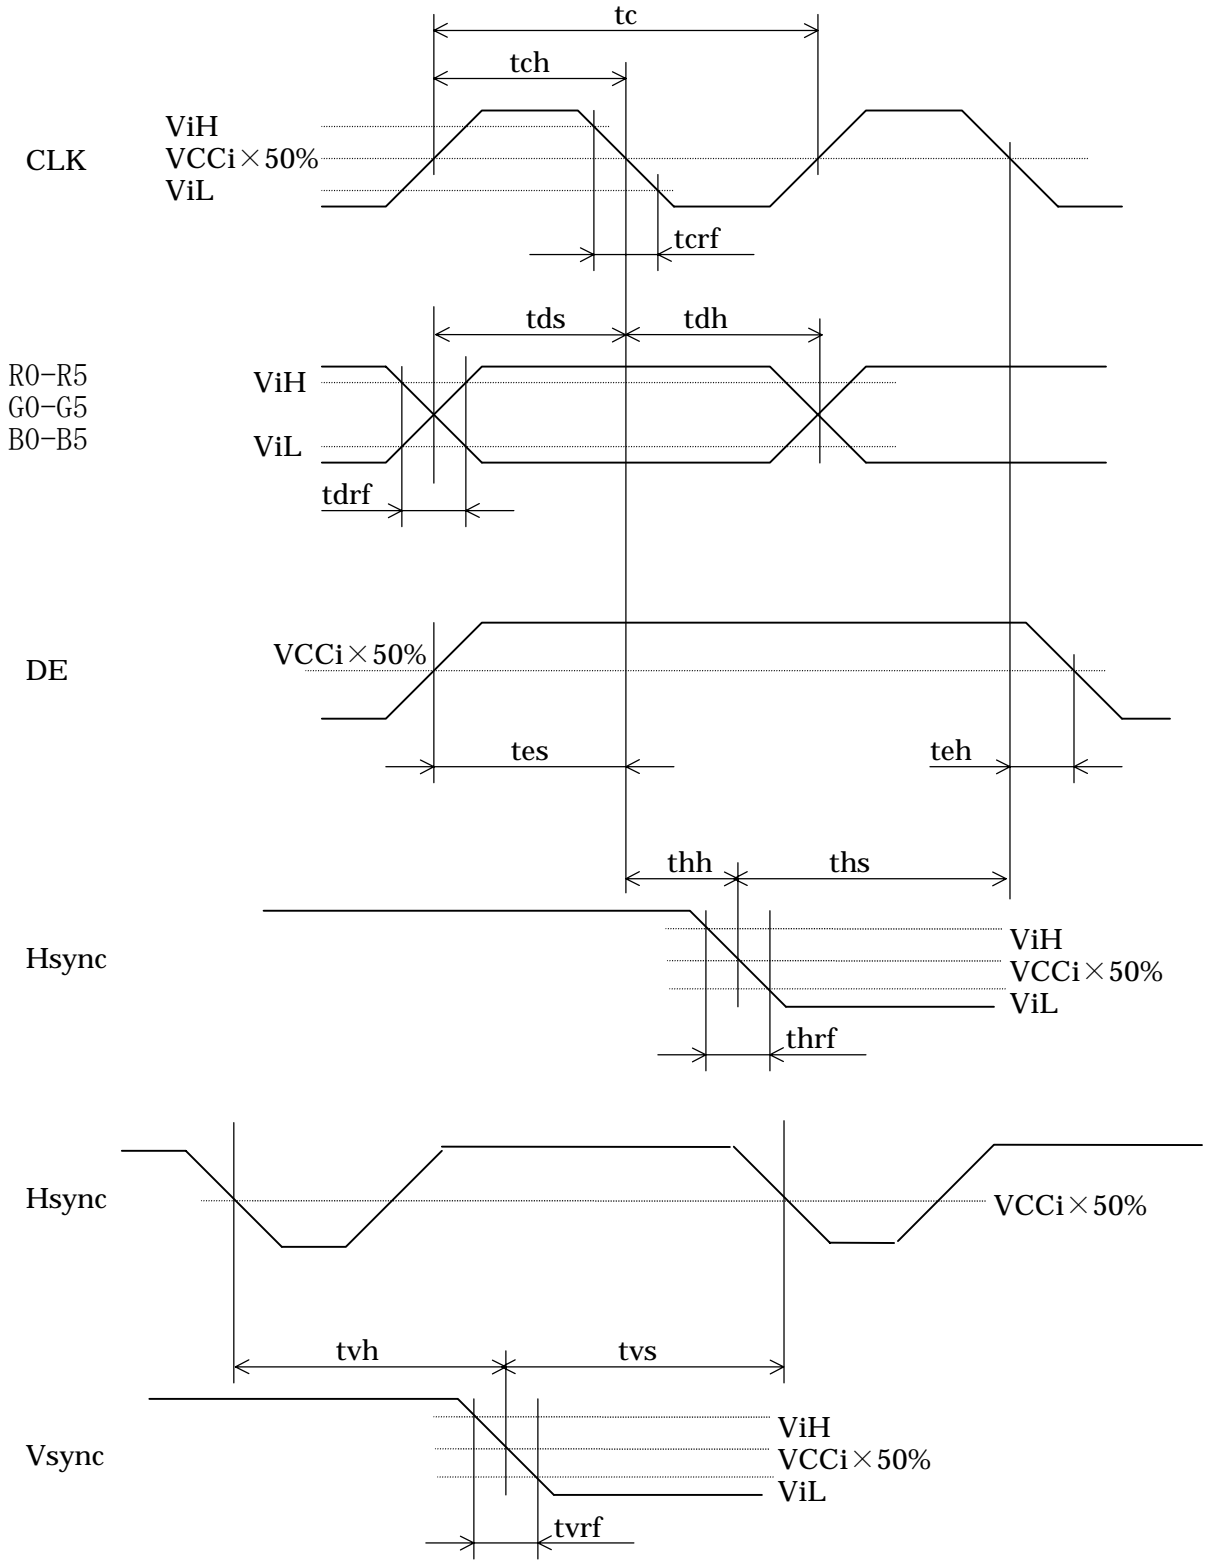 tc
tch
ViH
CLK VCCi×50%
ViL
tcrf
tds tdh
R0-R5 ViH
G0-G5
B0-B5 ViL
tdrf
VCCi×50%
DE
tes teh
thh ths
ViH
Hsync VCCi×50%
ViL
thrf
Hsync VCCi×50%
tvh tvs
ViH
Vsync VCCi×50%
ViL
tvrf